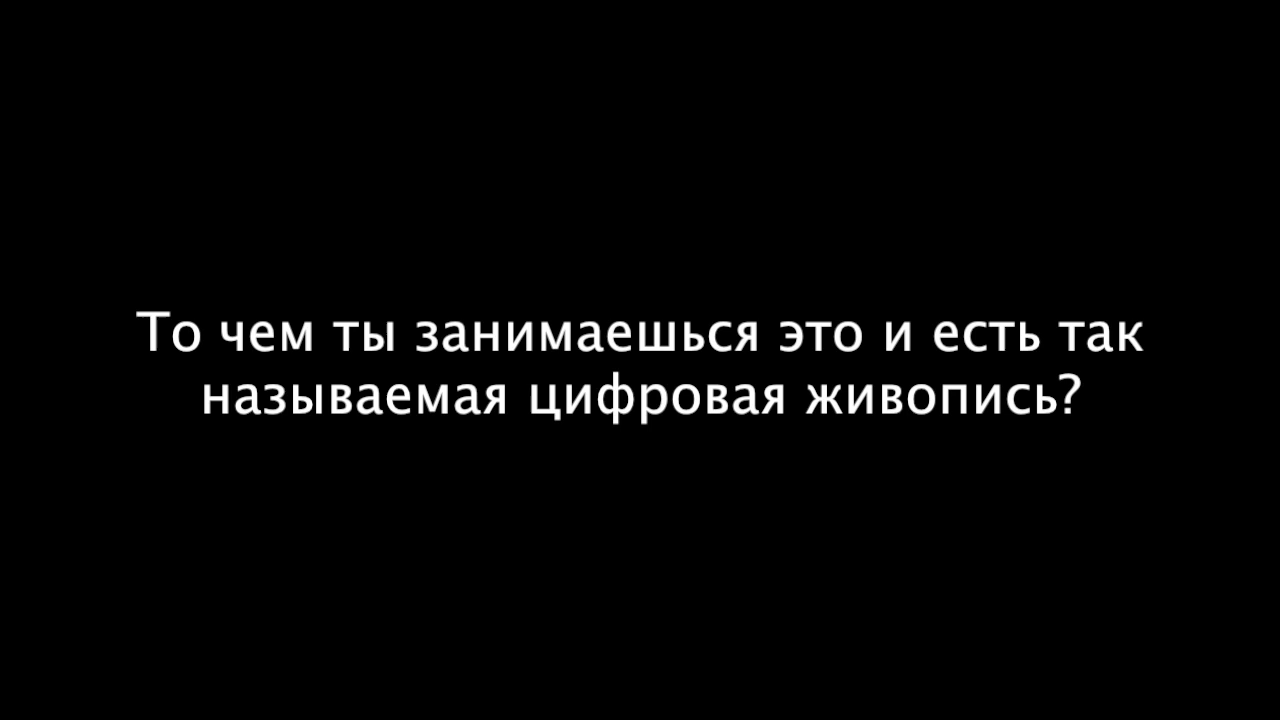 То чем ты занимаешься это и есть так
называемая цифровая живопись?